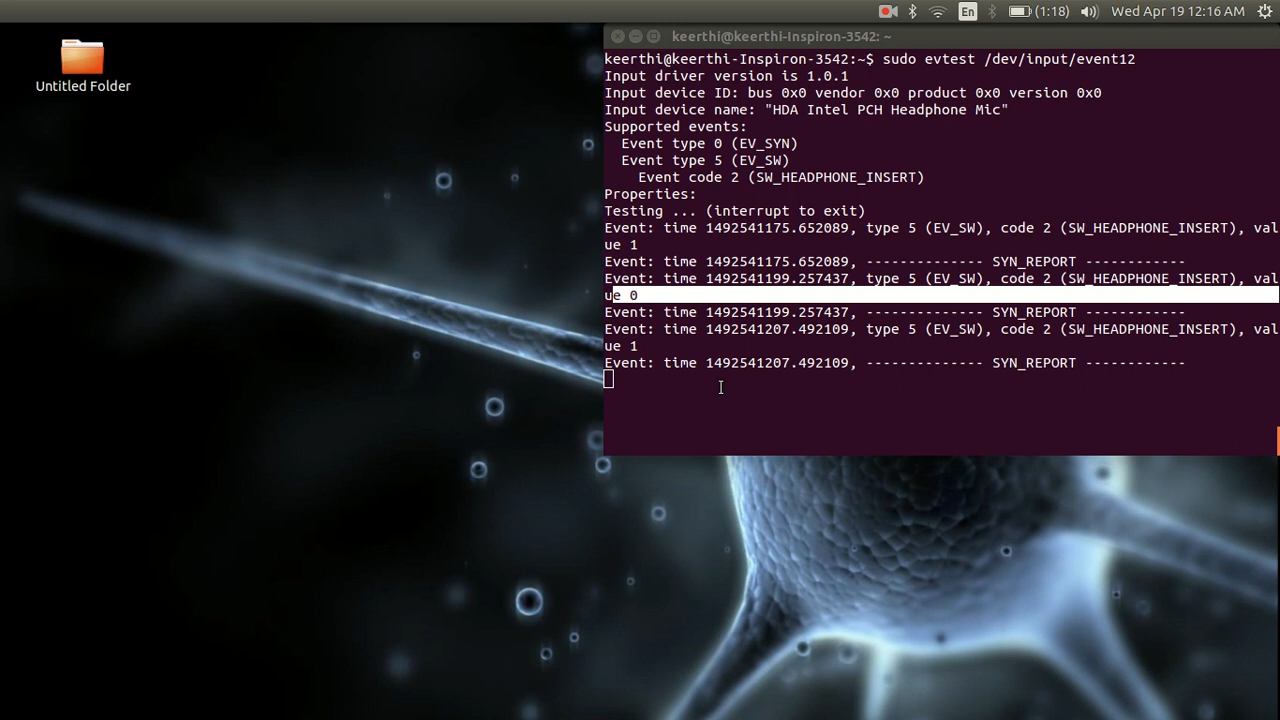 En (1:18) Wed Apr 19 12:16 AM
Untitled Folder
keerthi@keerthi-Inspiron-3542: ~
keerthi@keerthi-Inspiron-3542:~$ sudo evtest /dev/input/event12
Input driver version is 1.0.1
Input device ID: bus 0x0 vendor 0x0 product 0x0 version 0x0
Input device name: "HDA Intel PCH Headphone Mic"
Supported events:
Event type 0 (EV_SYN)
Event type 5 (EV_SW)
Event code 2 (SW_HEADPHONE_INSERT)
Properties:
Testing ... (interrupt to exit)
Event: time 1492541175.652089, type 5 (EV_SW), code 2 (SW_HEADPHONE_INSERT), val
ue 1
Event: time 1492541175.652089, -------------- SYN_REPORT ------------
Event: time 1492541199.257437, type 5 (EV_SW), code 2 (SW_HEADPHONE_INSERT), val
ue 0
Event: time 1492541199.257437, -------------- SYN_REPORT ------------
Event: time 1492541207.492109, type 5 (EV_SW), code 2 (SW_HEADPHONE_INSERT), val
ue 1
Event: time 1492541207.492109, -------------- SYN_REPORT ------------